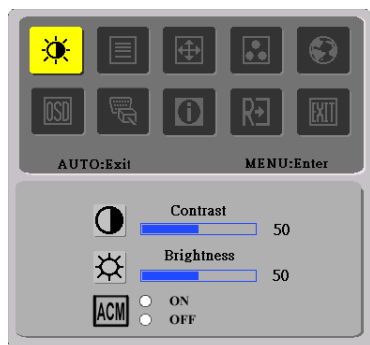 OSD
i
R
EXIT
AUTO:Exit MENU:Enter
Contrast
50
Brightness
50
ACM ON
OFF